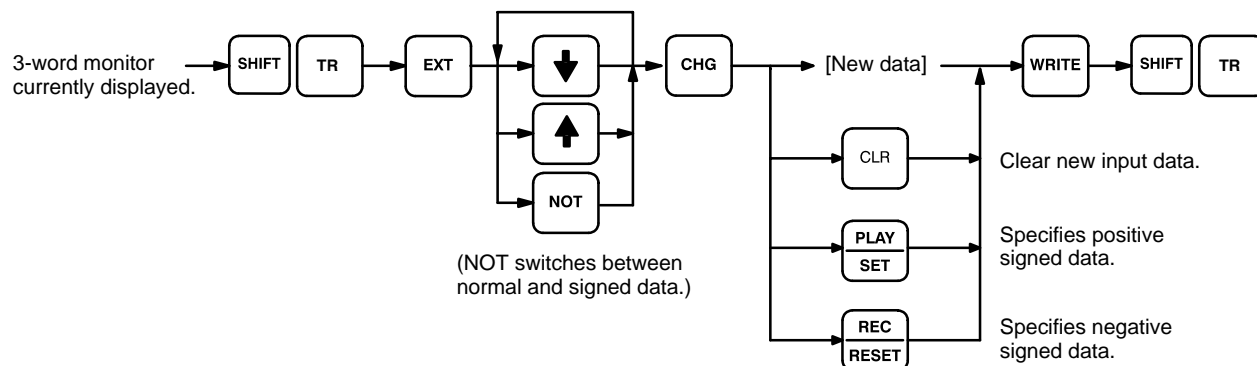 3-word monitor
currently displayed.
SHIFT
TR
EXT
CHG
[New data]
WRITE
SHIFT
TR
NOT
(NOT switches between
normal and signed data.)
CLR
Clear new input data.
PLAY
SET
Specifies positive
signed data.
REC
RESET
Specifies negative
signed data.